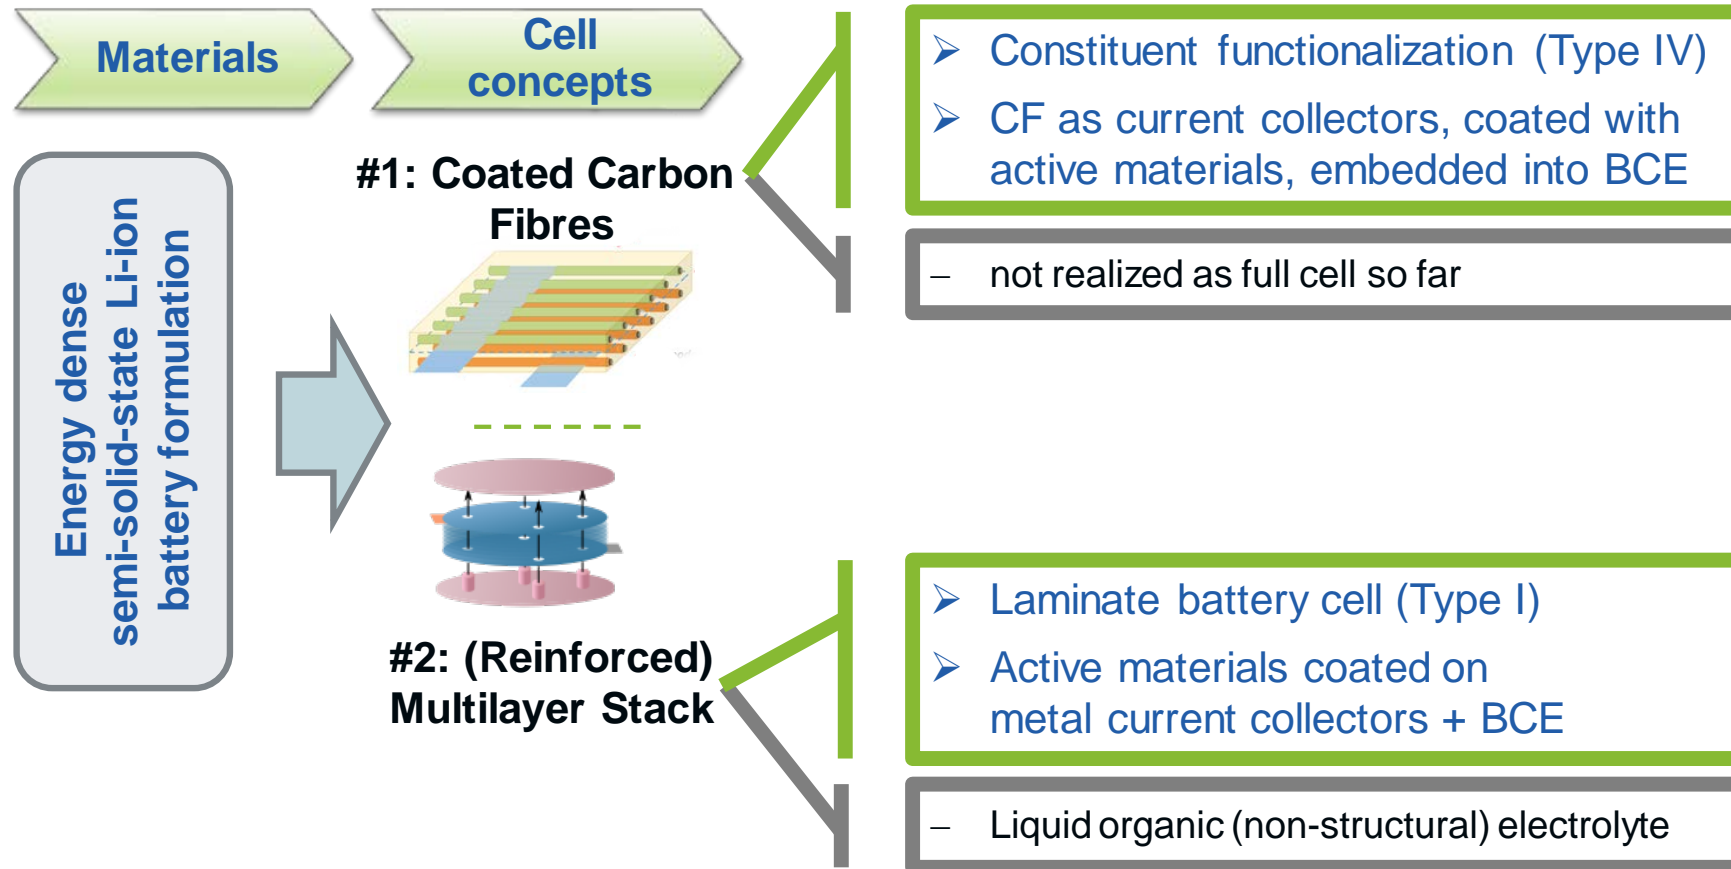 Materials
Cell
concepts
Energy dense
semi-solid-state Li-ion
battery formulation
#1: Coated Carbon
Fibres
➢ Constituent functionalization (Type IV)
➢ CF as current collectors, coated with
active materials, embedded into BCE
– not realized as full cell so far
#2: (Reinforced)
Multilayer Stack
➢ Laminate battery cell (Type I)
➢ Active materials coated on
metal current collectors + BCE
– Liquid organic (non-structural) electrolyte